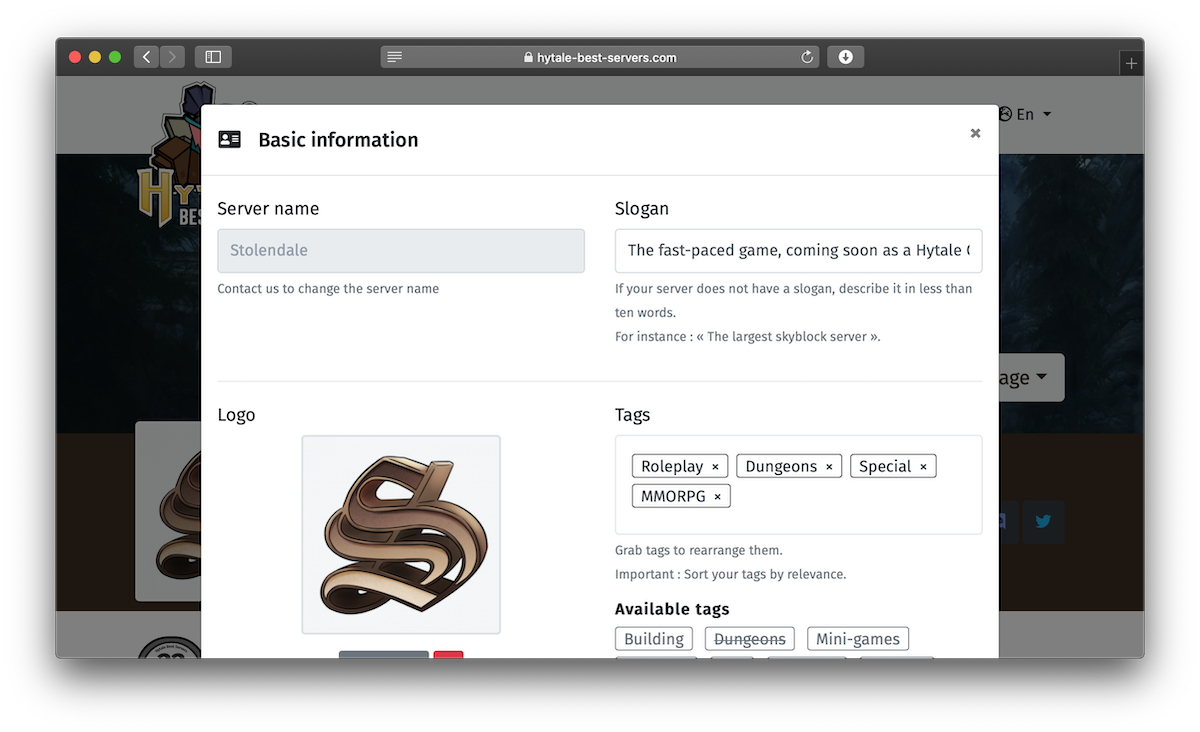 hytale-best-servers.com
En
Basic information
×
Server name
Slogan
Stolendale
The fast-paced game, coming soon as a Hytale
Contact us to change the server name
If your server does not have a slogan, describe it in less than
ten words.
For instance : « The largest skyblock server ».
Logo
Tags
Roleplay ×
Dungeons ×
Special ×
MMORPG ×
Grab tags to rearrange them.
Important : Sort your tags by relevance.
Available tags
Building
Dungeons
Mini-games